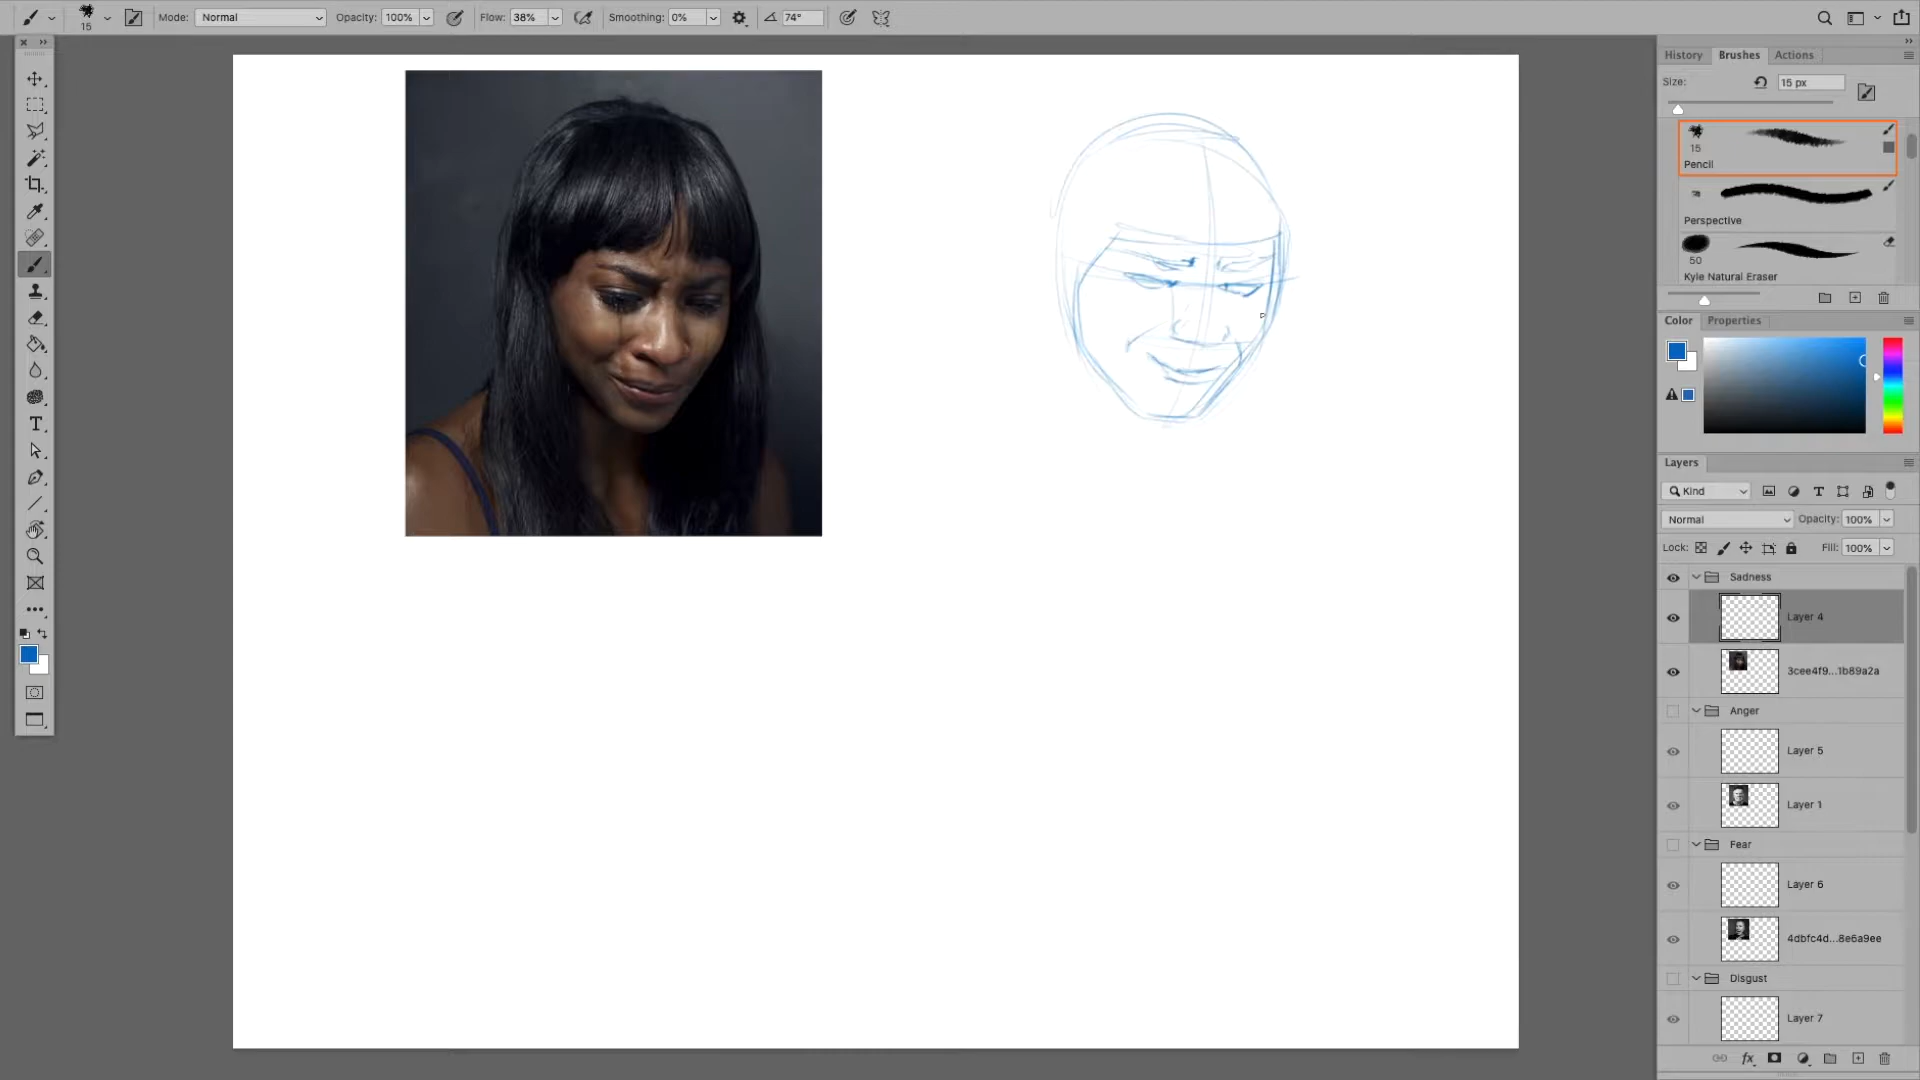 15
Mode: Normal
Opacity: 100%
Flow: 38%
Smoothing: 0%
74°
History Brushes Actions
Size: 15 px
15
Pencil
Perspective
50
Kyle Natural Eraser
Color Properties
Layers
Kind
Normal Opacity: 100%
Lock: Fill: 100%
Sadness
Layer 4
3cee4f9...1b89a2a
Anger
Layer 5
Layer 1
Fear
Layer 6
4dbfc4d...8e6a9ee
Disgust
Layer 7